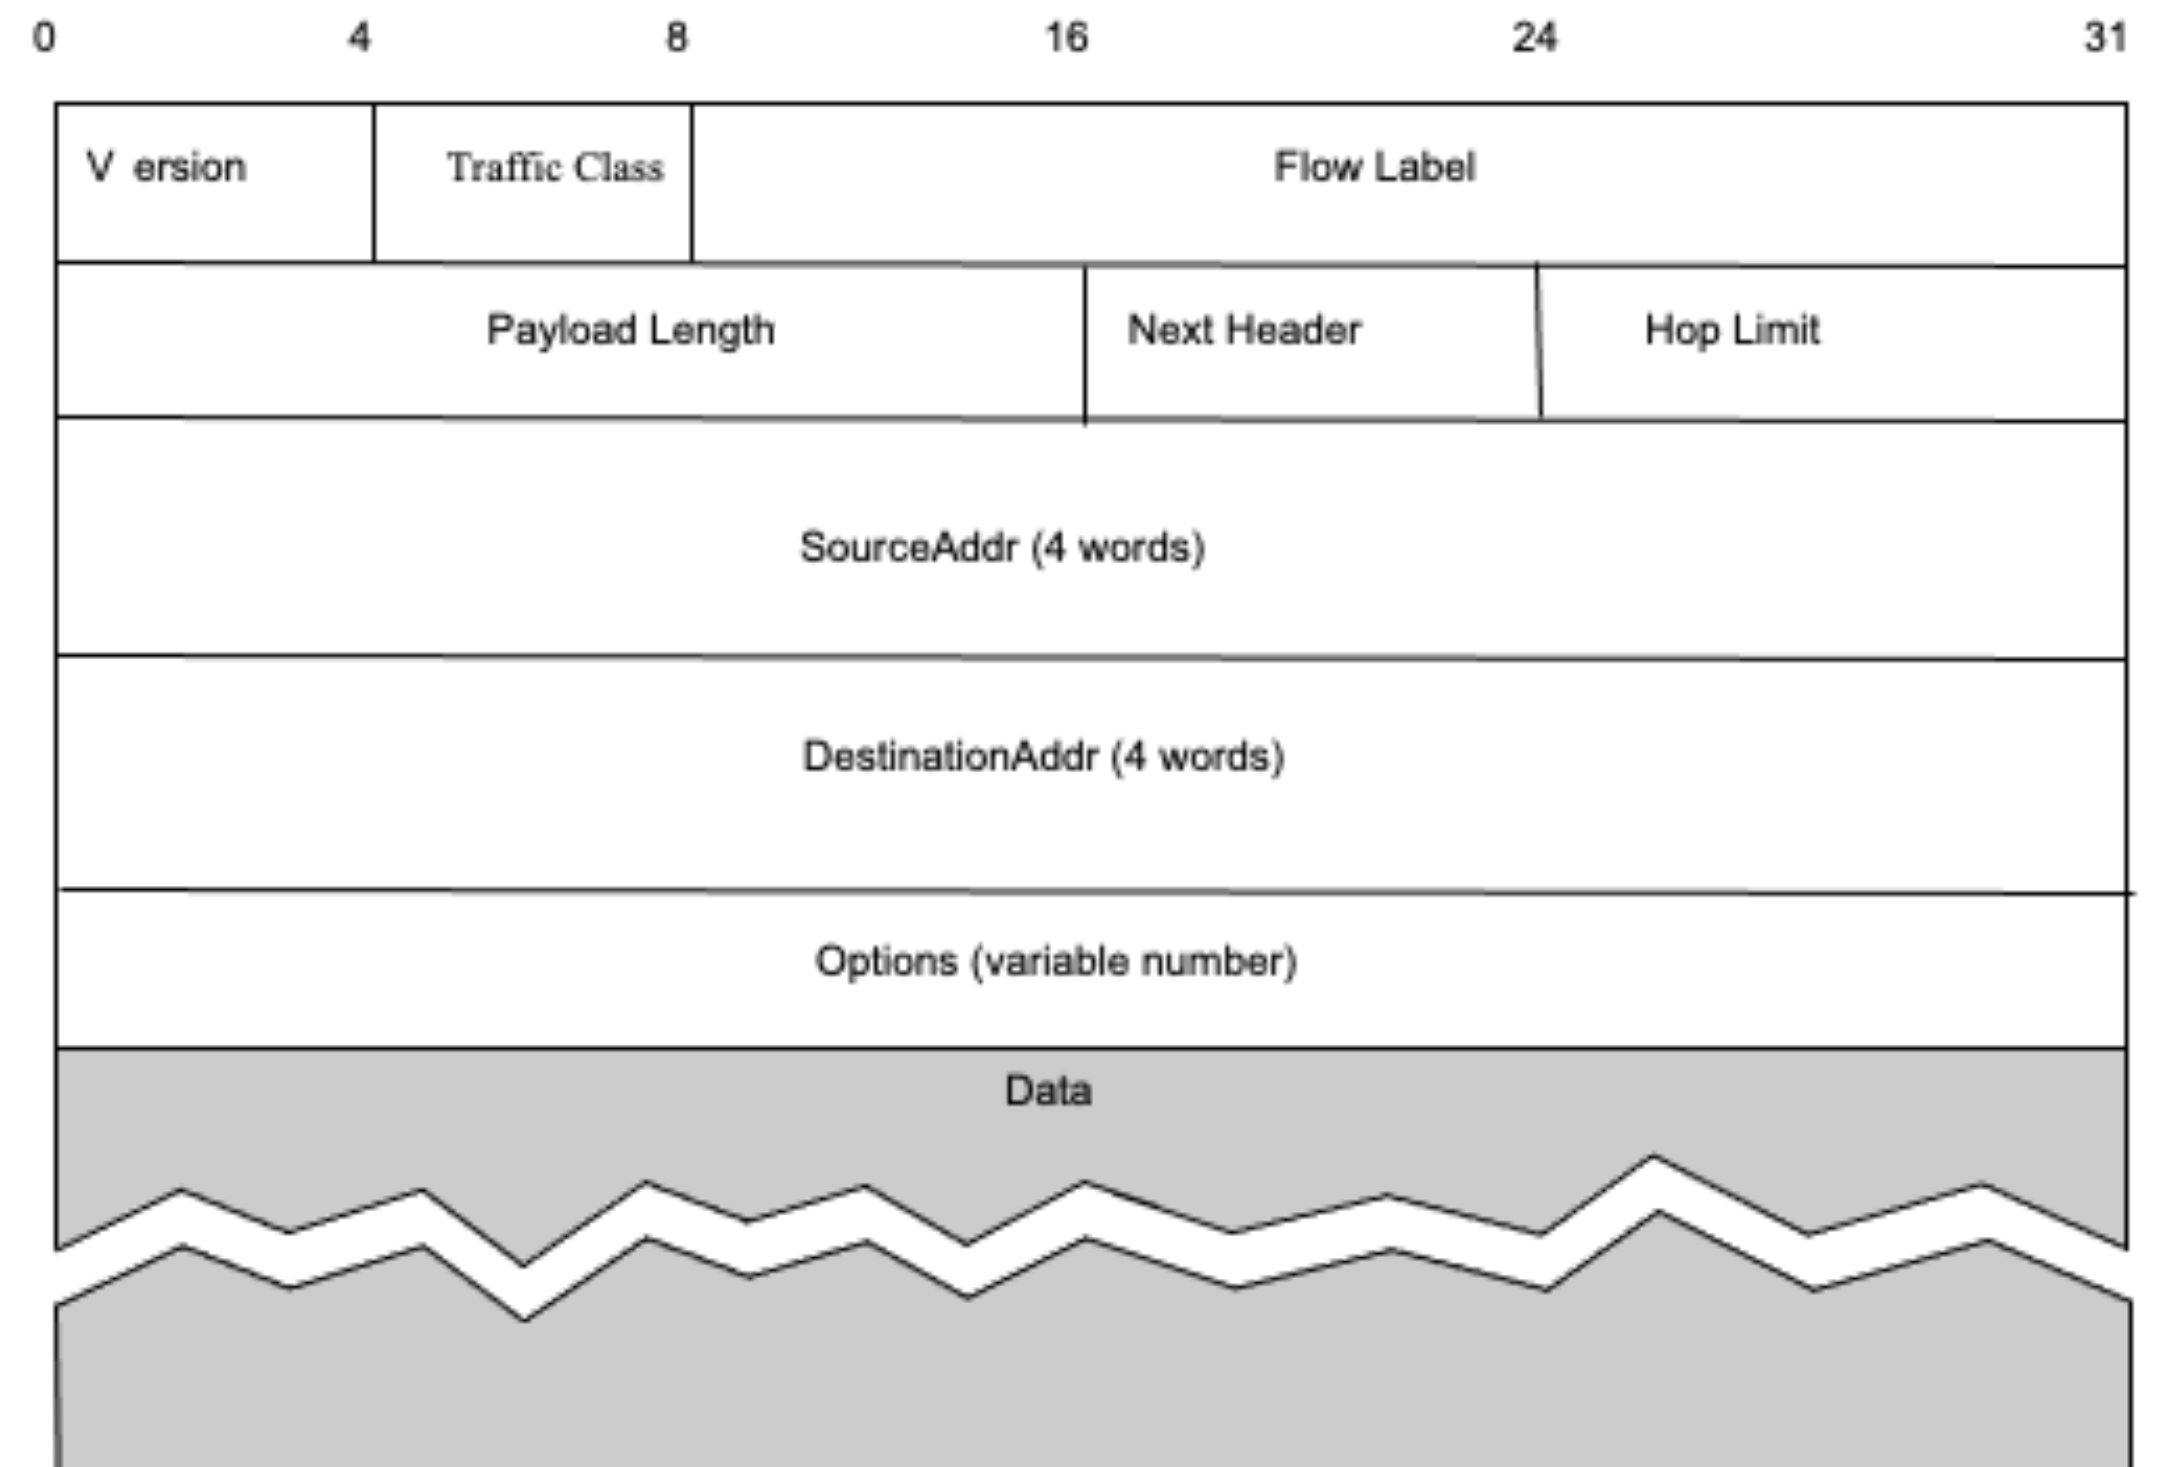 0 4 8 16 24 31
V ersion Traffic Class Flow Label
Payload Length Next Header Hop Limit
SourceAddr (4 words)
DestinationAddr (4 words)
Options (variable number)
Data